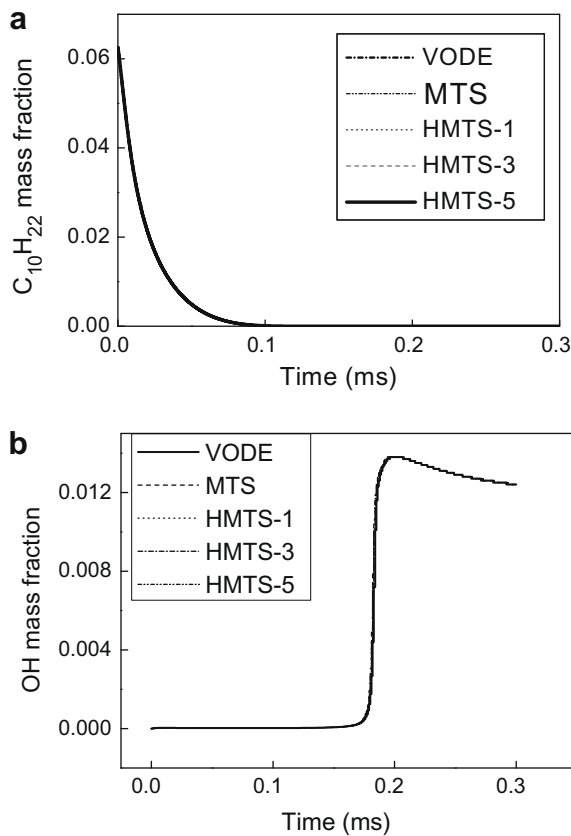 a
C10H22 mass fraction
0.06
0.04
0.02
0.00
VODE
MTS
HMTS-1
HMTS-3
HMTS-5
0.0 0.1 0.2 0.3
Time (ms)
b
OH mass fraction
0.012
0.008
0.004
0.000
VODE
MTS
HMTS-1
HMTS-3
HMTS-5
0.0 0.1 0.2 0.3
Time (ms)